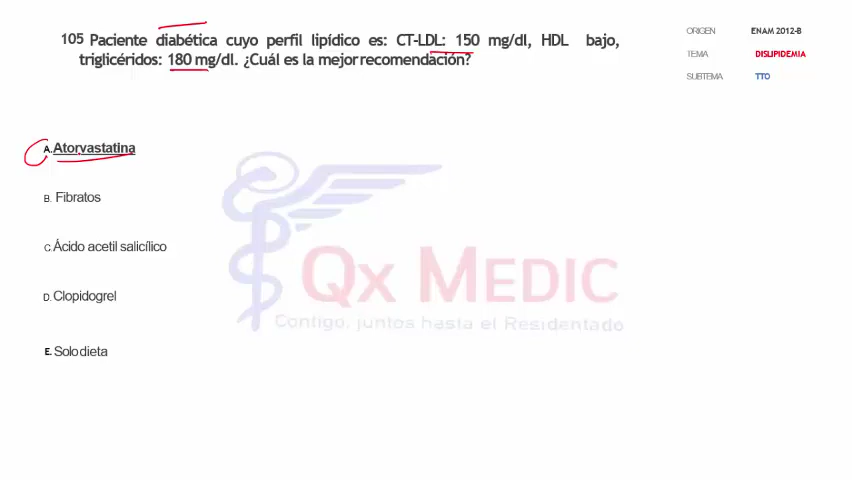 105 Paciente diabética cuyo perfil lipídico es: CT-LDL: 150 mg/dl, HDL bajo,
triglicéridos: 180 mg/dl. ¿Cuál es la mejor recomendación?
ORIGEN ENAM 2012-B
TEMA DISLIPIDEMIA
SUBTEMA TTO
A. Atorvastatina
B. Fibratos
C. Ácido acetil salicílico
D. Clopidogrel
E. Solo dieta
QX MEDIC
Contigo, juntos hasta el Residentado